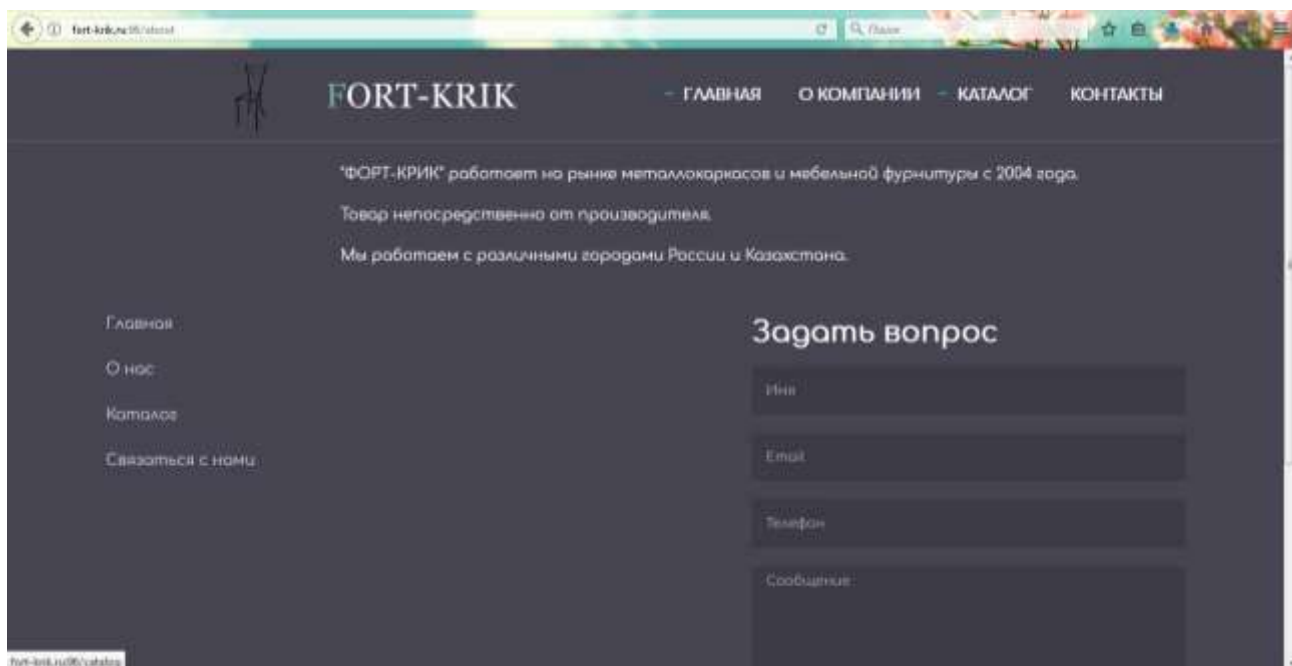 Поиск
FORT-KRIK
ГЛАВНАЯ О КОМПАНИИ КАТАЛОГ КОНТАКТЫ
"ФОРТ-КРИК" работает на рынке металлокаркасов и мебельной фурнитуры с 2004 года.
Товар непосредственно от производителя.
Мы работаем с различными городами России и Казахстана.
Главная
О нас
Каталог
Связаться с нами
Задать вопрос
Имя
Email
Телефон
Сообщение